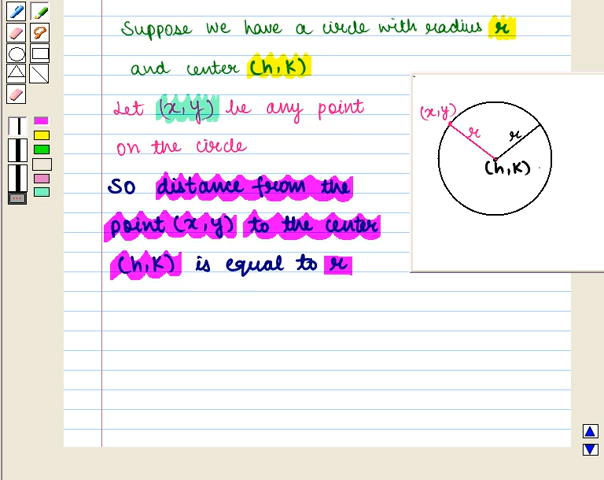 Suppose we have a circle with radius r
and center (h,K)
Let (x,y) be any point
on the circle
So distance from the
point (x,y) to the center
(h,K) is equal to r
(x,y)
r r
(h,K)